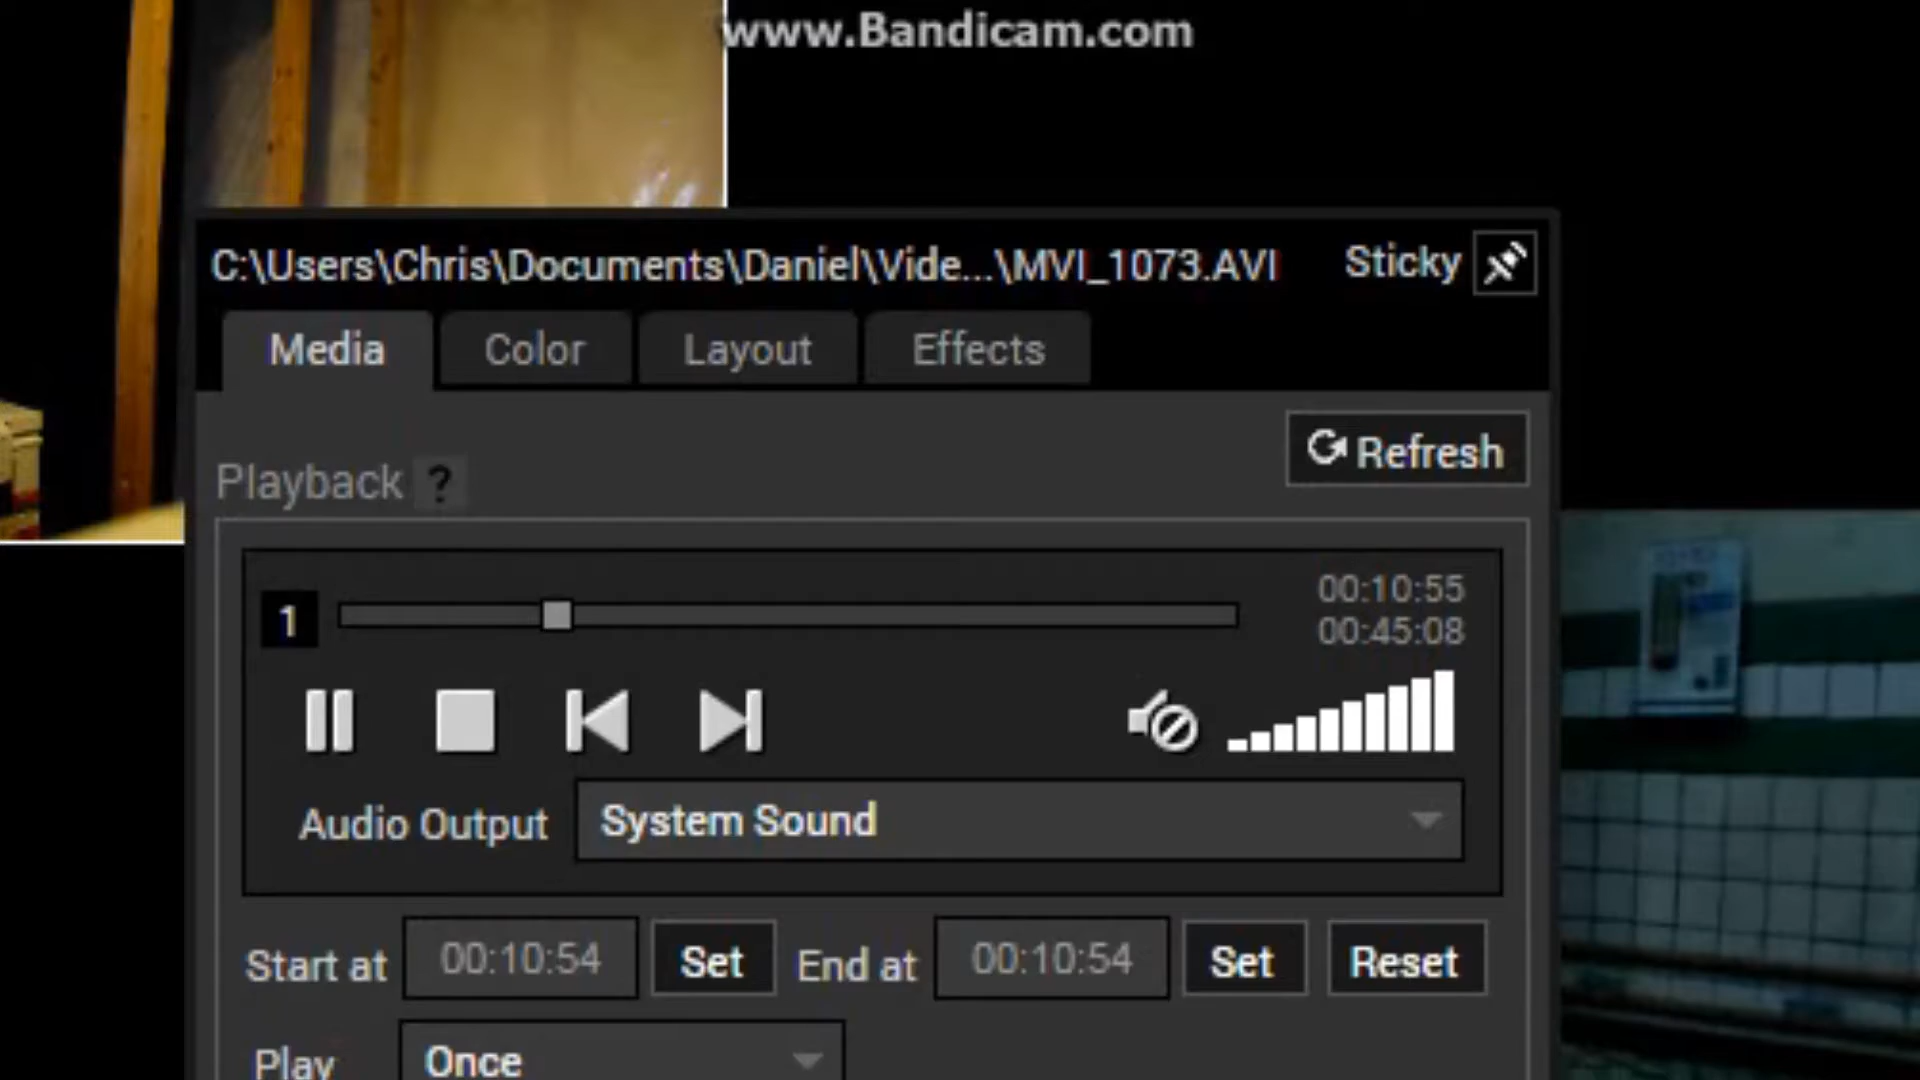 www.Bandicam.com
C:\Users\Chris\Documents\Daniel\Vide...\MVI_1073.AVI Sticky
Media Color Layout Effects
Refresh
Playback ?
1 00:10:55
00:45:08
Audio Output System Sound
Start at 00:10:54 Set End at 00:10:54 Set Reset
Play Once